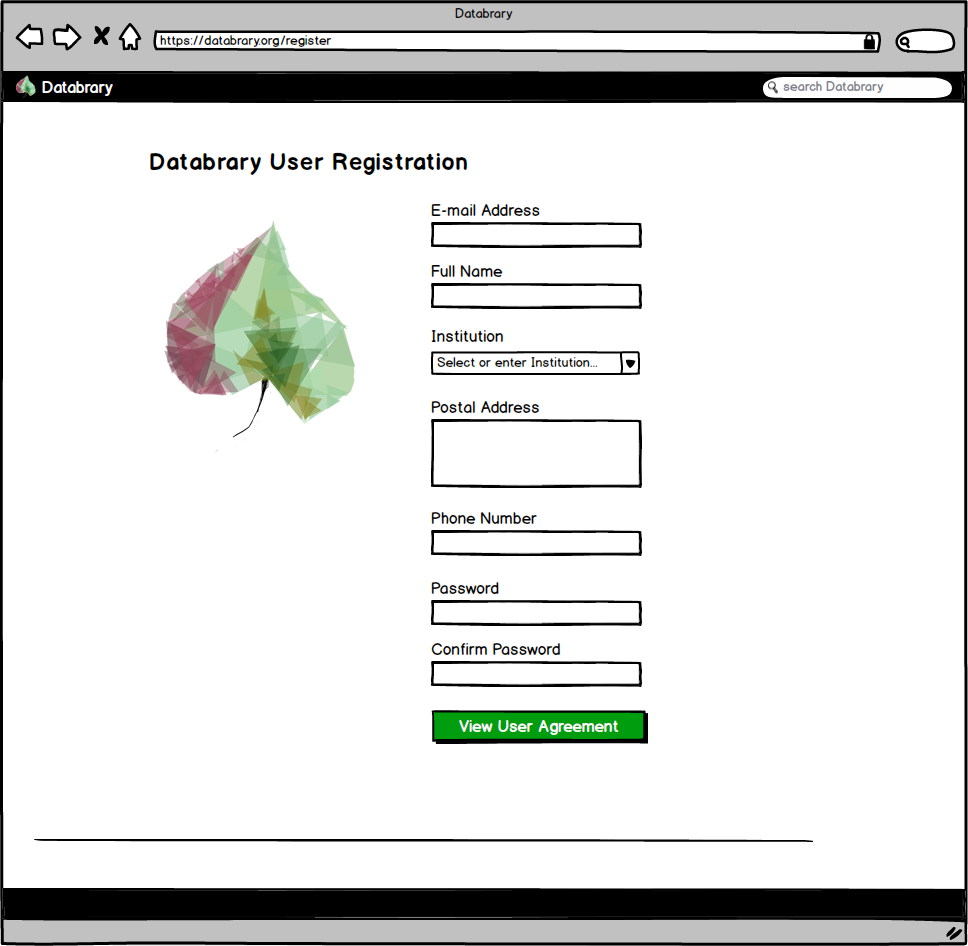 Databrary
https://databrary.org/register
Databrary
search Databrary
Databrary User Registration
E-mail Address
Full Name
Institution
Select or enter Institution...
Postal Address
Phone Number
Password
Confirm Password
View User Agreement